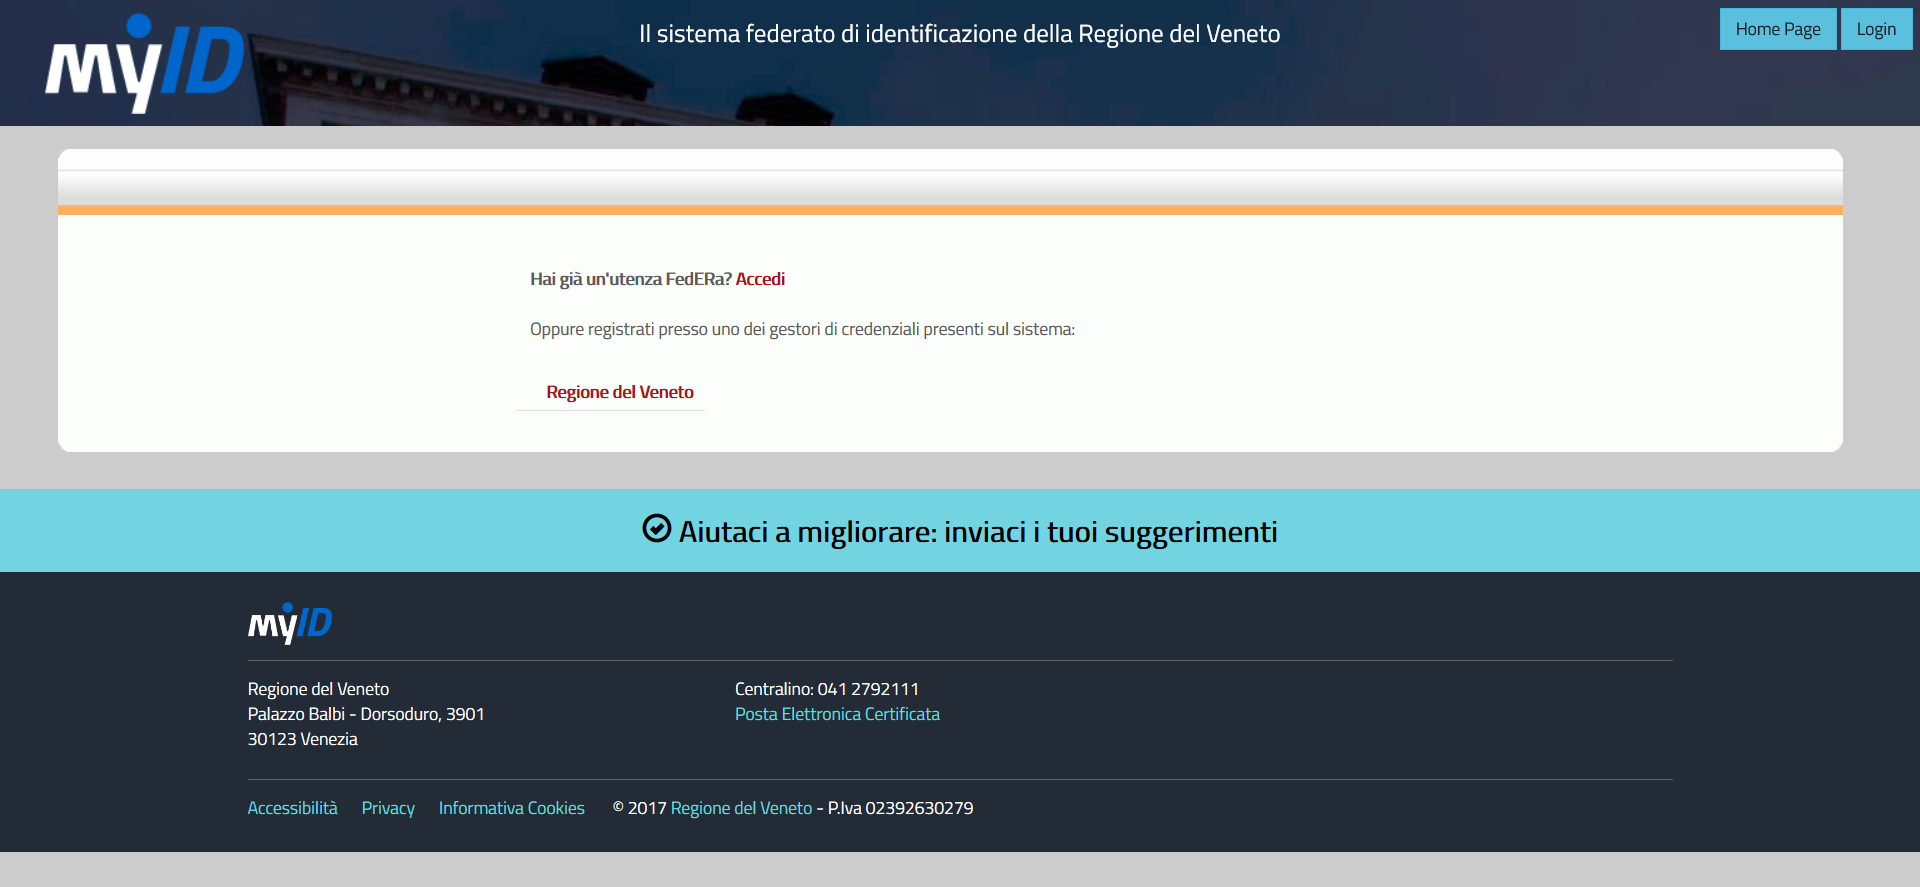 myID
Il sistema federato di identificazione della Regione del Veneto
Home Page
Login
Hai già un'utenza FedERa? Accedi
Oppure registrati presso uno dei gestori di credenziali presenti sul sistema:
Regione del Veneto
Aiutaci a migliorare: inviaci i tuoi suggerimenti
myID
Regione del Veneto
Palazzo Balbi - Dorsoduro, 3901
30123 Venezia
Centralino: 041 2792111
Posta Elettronica Certificata
Accessibilità Privacy Informativa Cookies © 2017 Regione del Veneto - P.Iva 02392630279